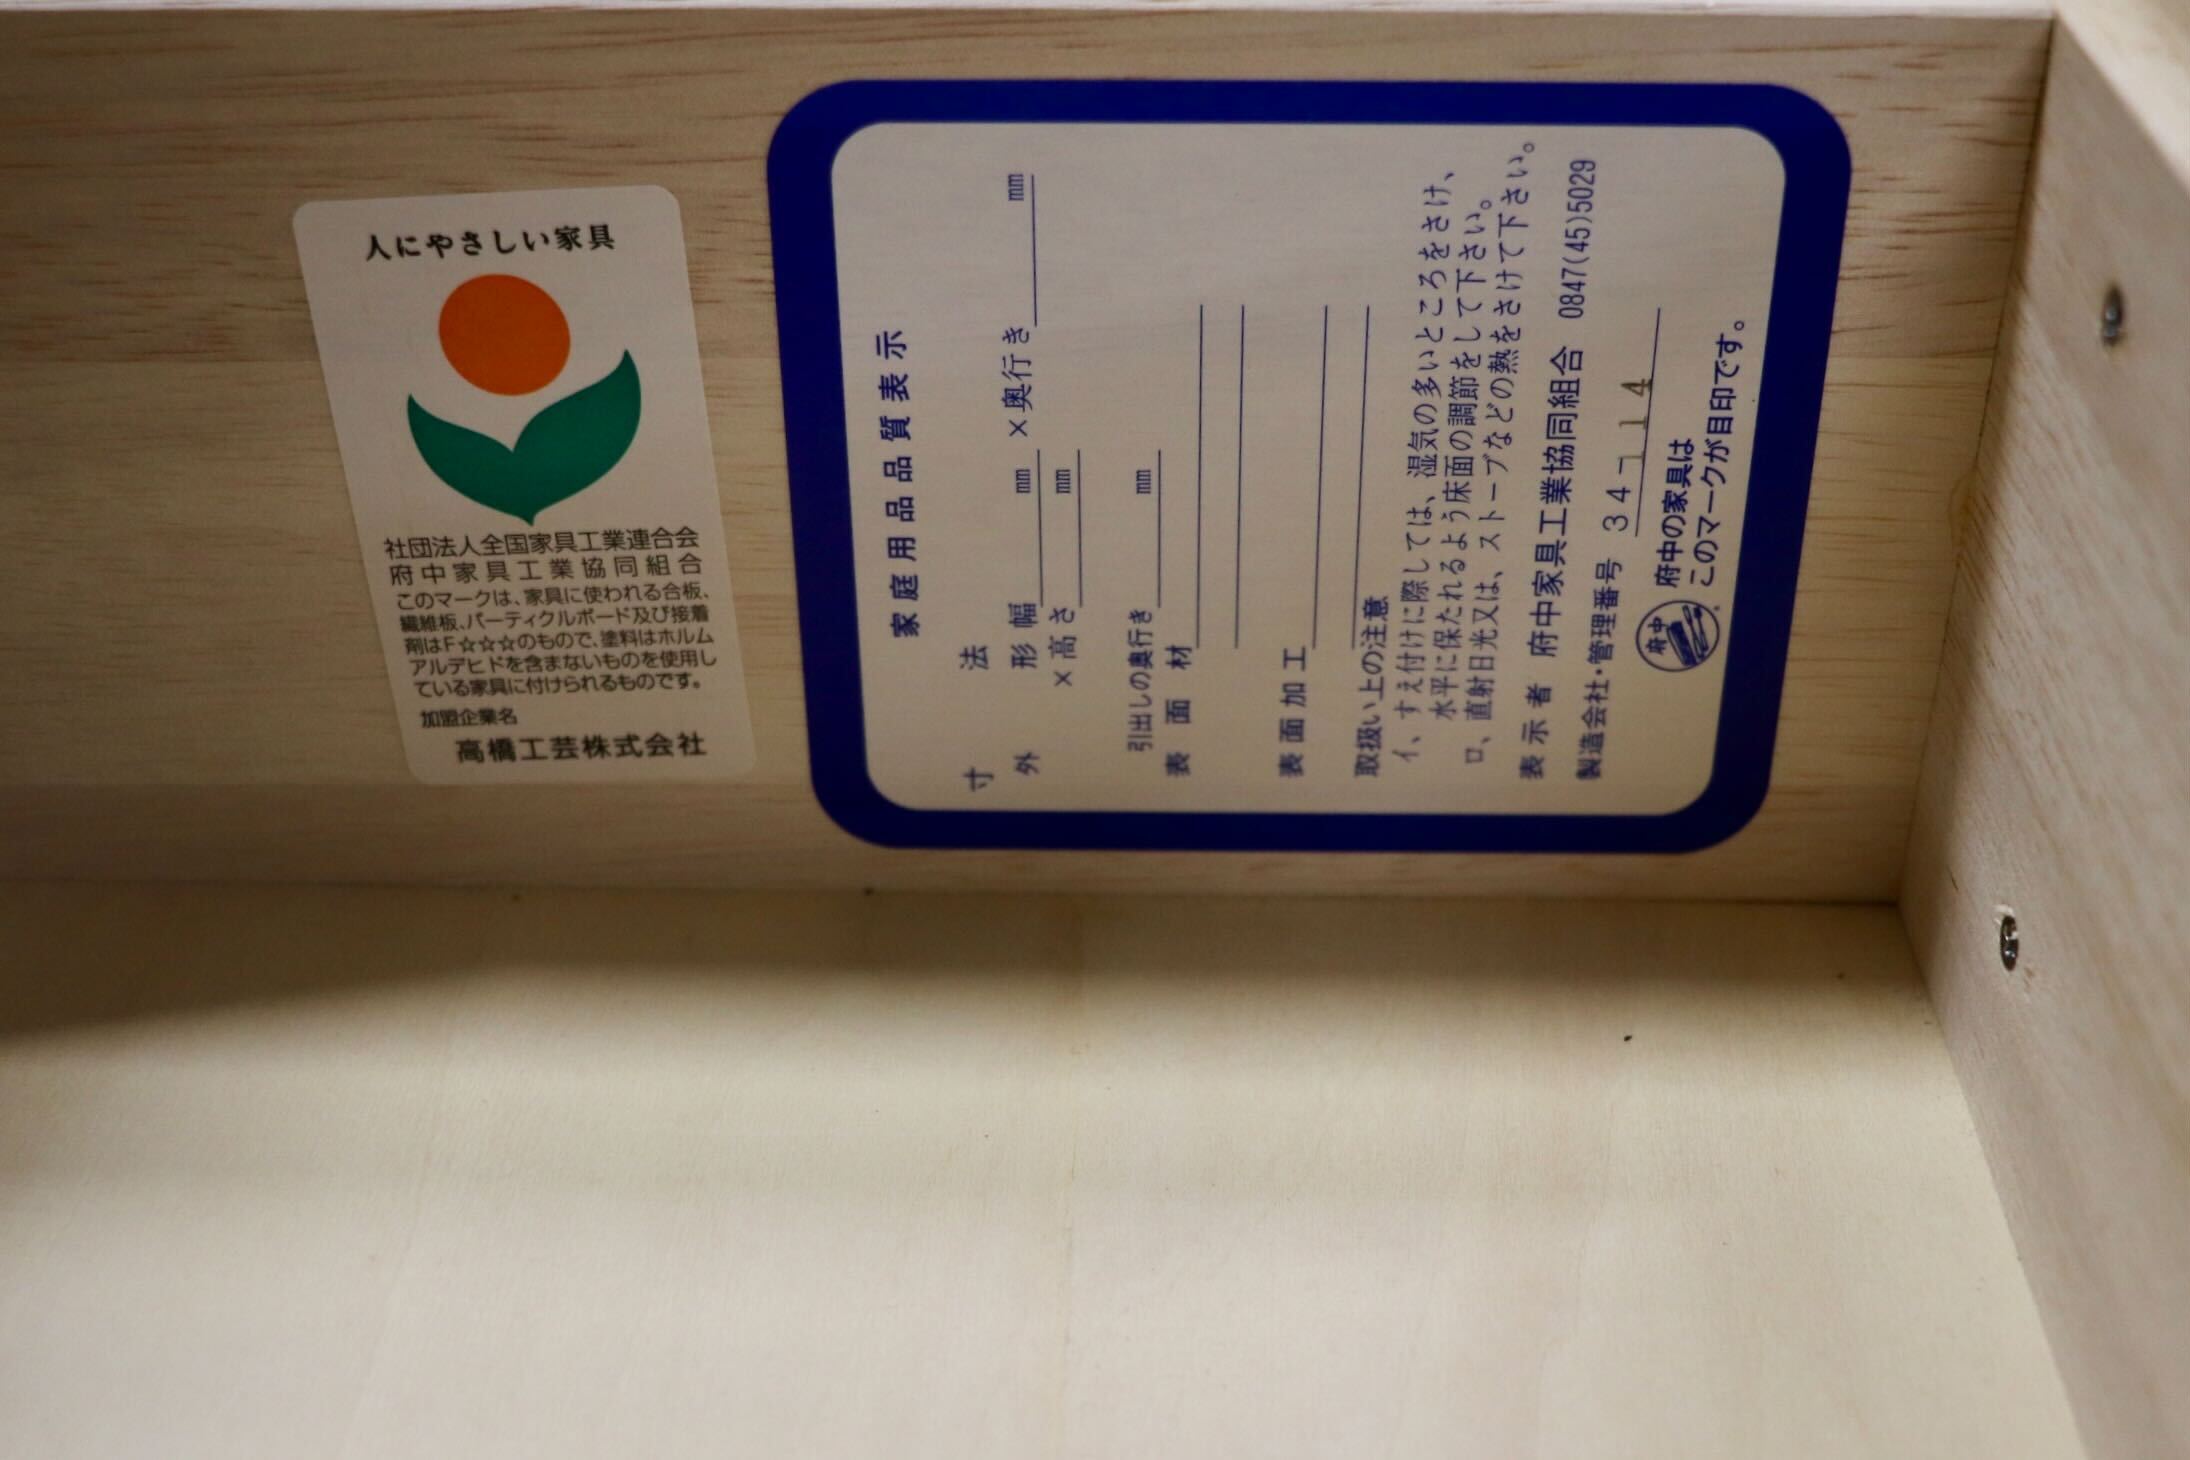 人にやさしい家具
社団法人全国家具工業連合会
府中家具工業協同組合
このマークは、家具に使われる合板、
繊維板、パーティクルボード及び接着
剤はF☆☆☆のもので、塗料はホルム
アルデヒドを含まないものを使用し
ている家具に付けられるものです。
加盟企業名
高橋工芸株式会社
家庭用品品質表示
寸法
外形幅 mm ×奥行き mm
×高さ mm
引出しの奥行き mm
表面材
表面加工
取扱い上の注意
イ、すえ付けに際しては、湿気の多いところをさけ、
水平に保たれるよう床面の調節をして下さい。
ロ、直射日光又は、ストーブなどの熱をさけて下さい。
表示者 府中家具工業協同組合 0847(45)5029
製造会社・管理番号 34-114
府中
府中の家具は
このマークが目印です。